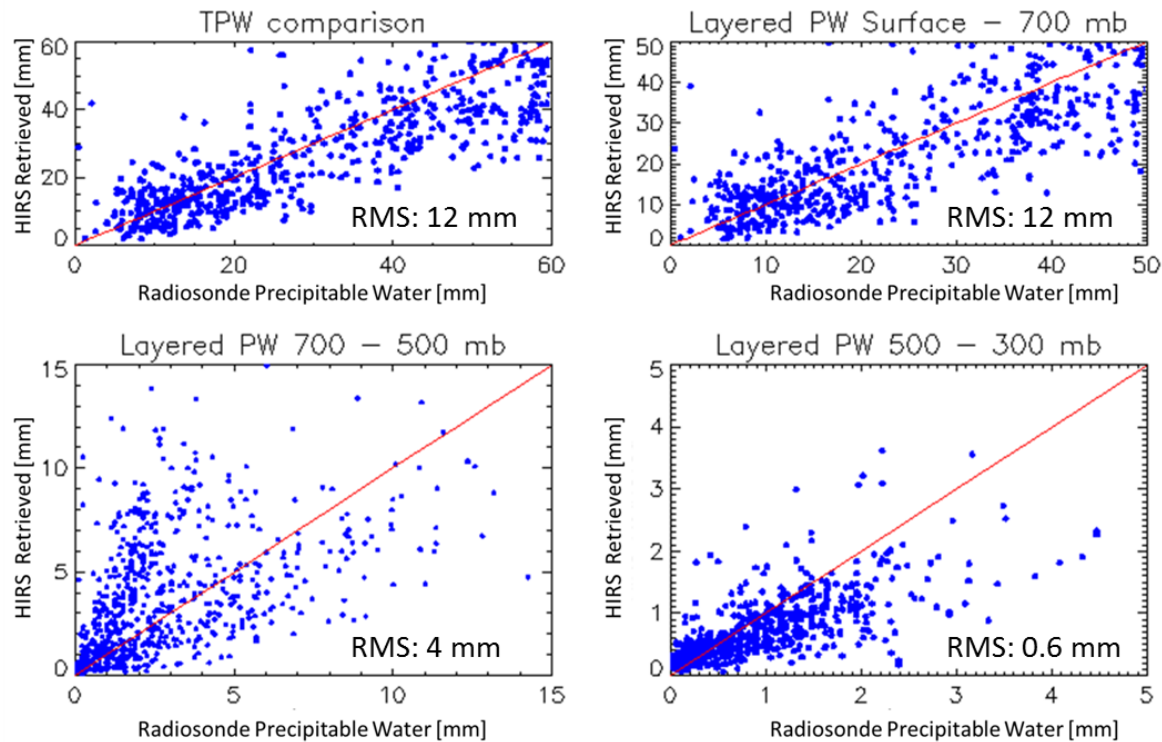 TPW comparison
HIRS Retrieved [mm]
60
40
20
0
RMS: 12 mm
0 20 40 60
Radiosonde Precipitable Water [mm]
Layered PW Surface – 700 mb
HIRS Retrieved [mm]
50
40
30
20
10
0
RMS: 12 mm
0 10 20 30 40 50
Radiosonde Precipitable Water [mm]
Layered PW 700 – 500 mb
HIRS Retrieved [mm]
15
10
5
0
RMS: 4 mm
0 5 10 15
Radiosonde Precipitable Water [mm]
Layered PW 500 – 300 mb
HIRS Retrieved [mm]
5
4
3
2
1
0
RMS: 0.6 mm
0 1 2 3 4 5
Radiosonde Precipitable Water [mm]